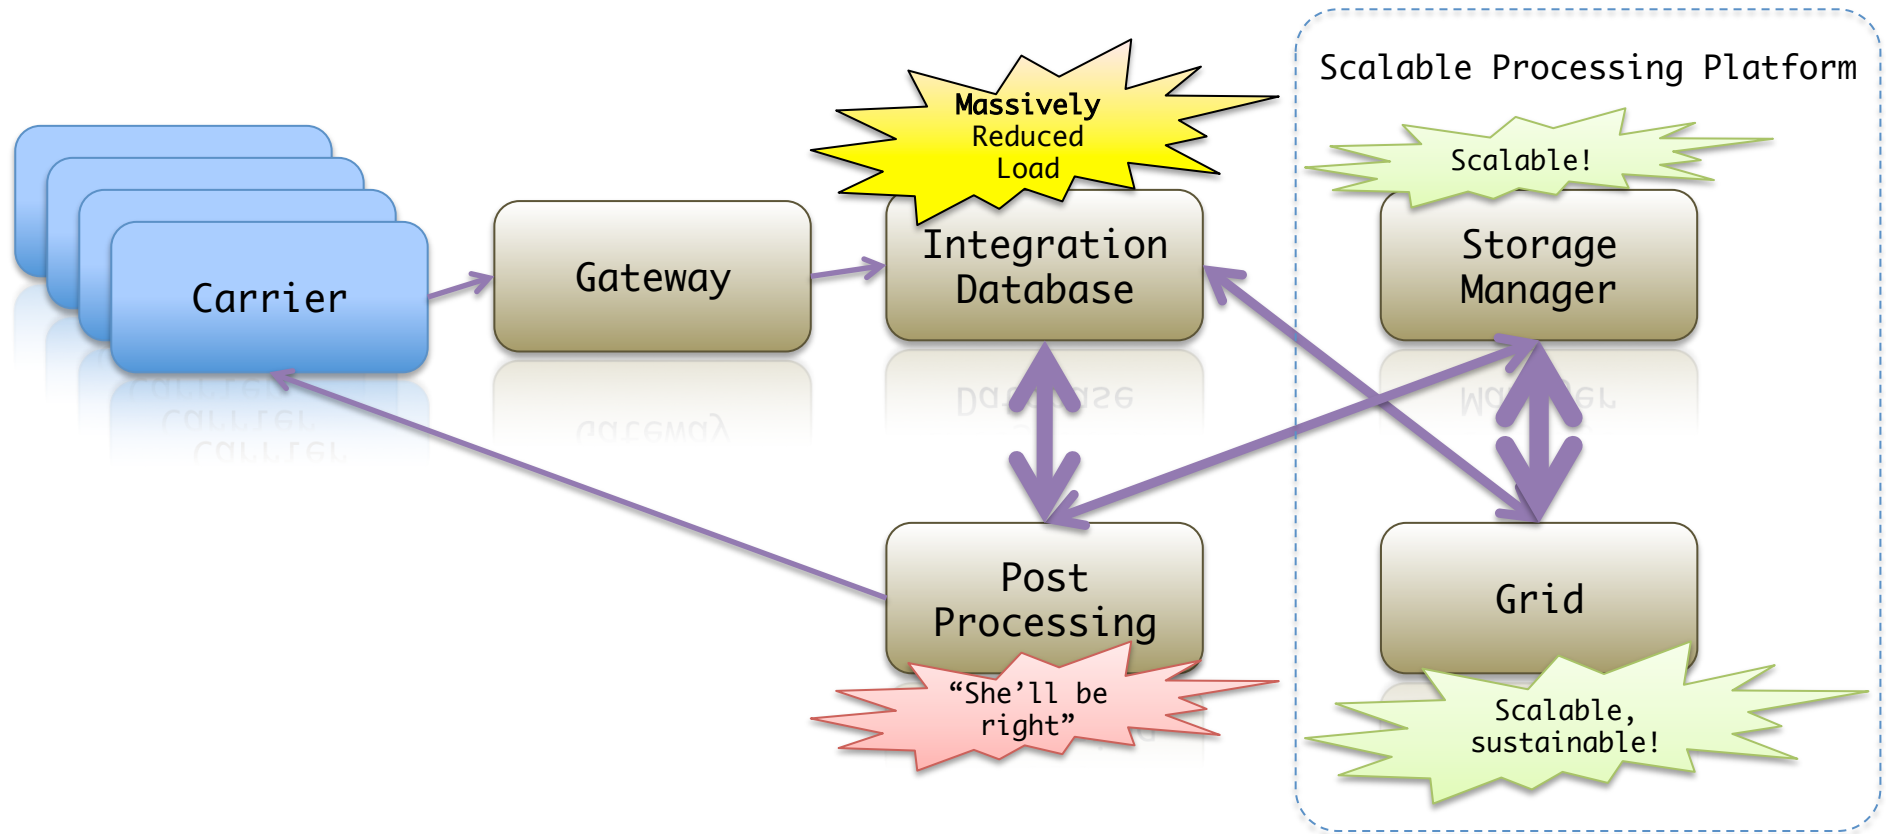 Scalable Processing Platform
Massively
Reduced
Load
Scalable!
Carrier
Gateway
Integration
Database
Storage
Manager
Post
Processing
Grid
“She’ll be
right”
Scalable,
sustainable!